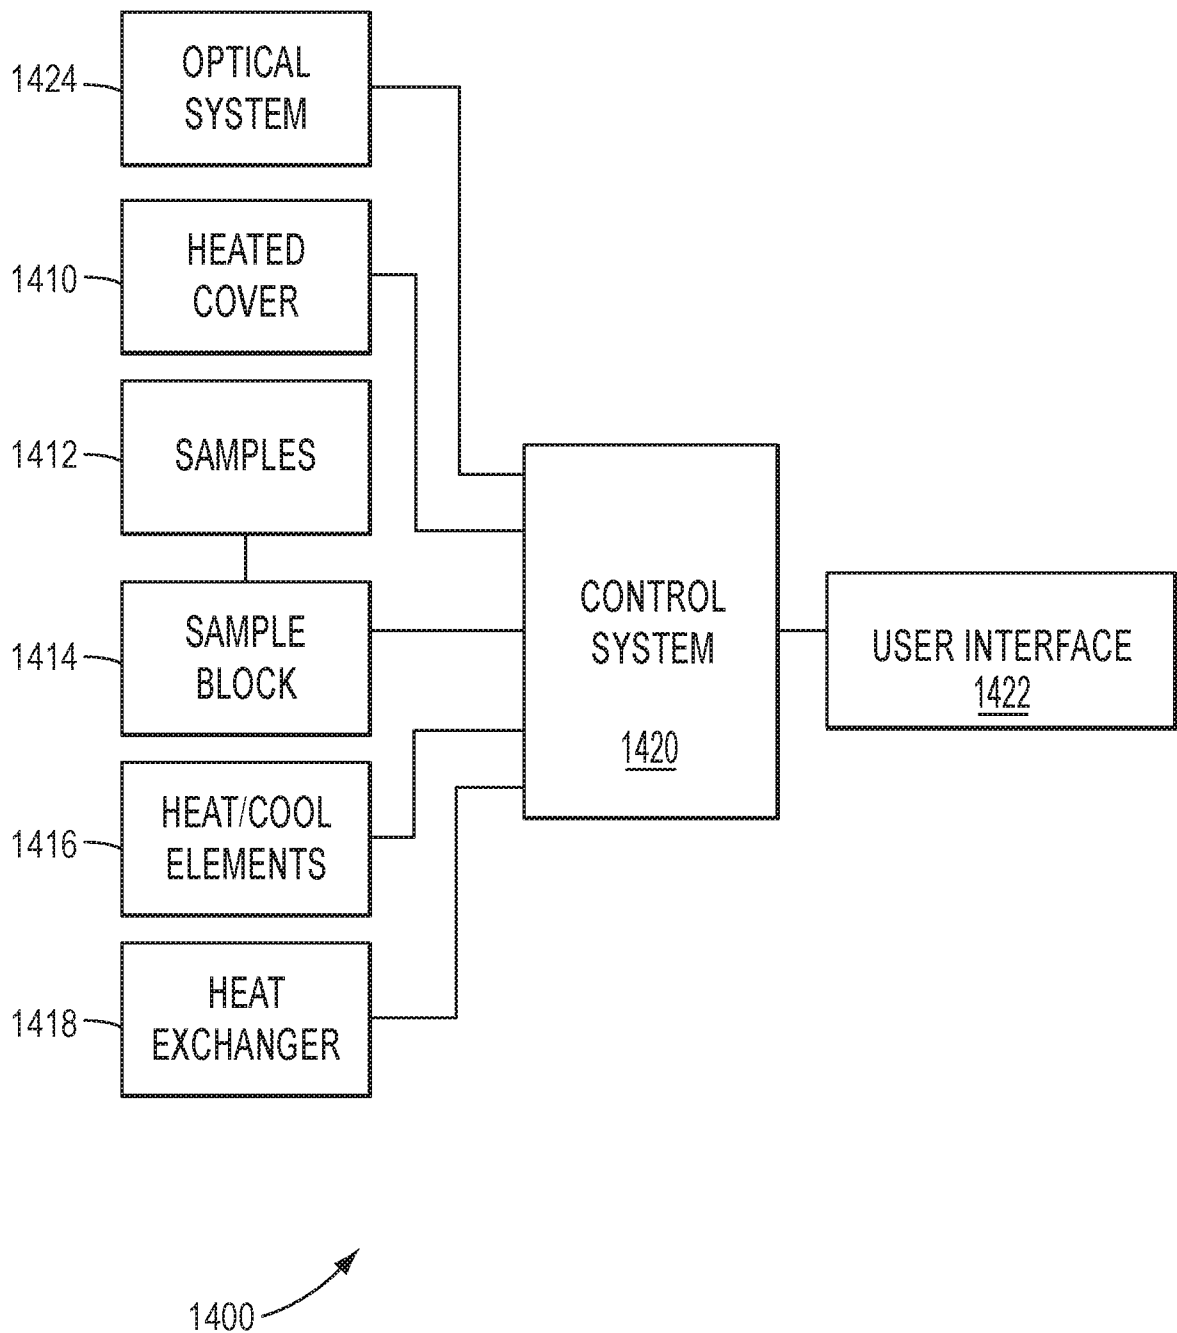 1424
OPTICAL
SYSTEM
1410
HEATED
COVER
1412
SAMPLES
1414
SAMPLE
BLOCK
1416
HEAT/COOL
ELEMENTS
1418
HEAT
EXCHANGER
CONTROL
SYSTEM
1420
USER INTERFACE
1422
1400